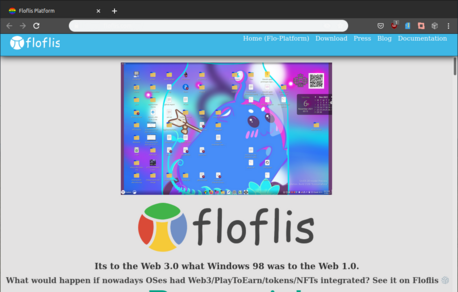 Floflis Platform
floflis
Home (Flo-Platform) Download Press Blog Documentation
floflis
Its to the Web 3.0 what Windows 98 was to the Web 1.0.
What would happen if nowadays OSes had Web3/PlayToEarn/tokens/NFTs integrated? See it on Floflis